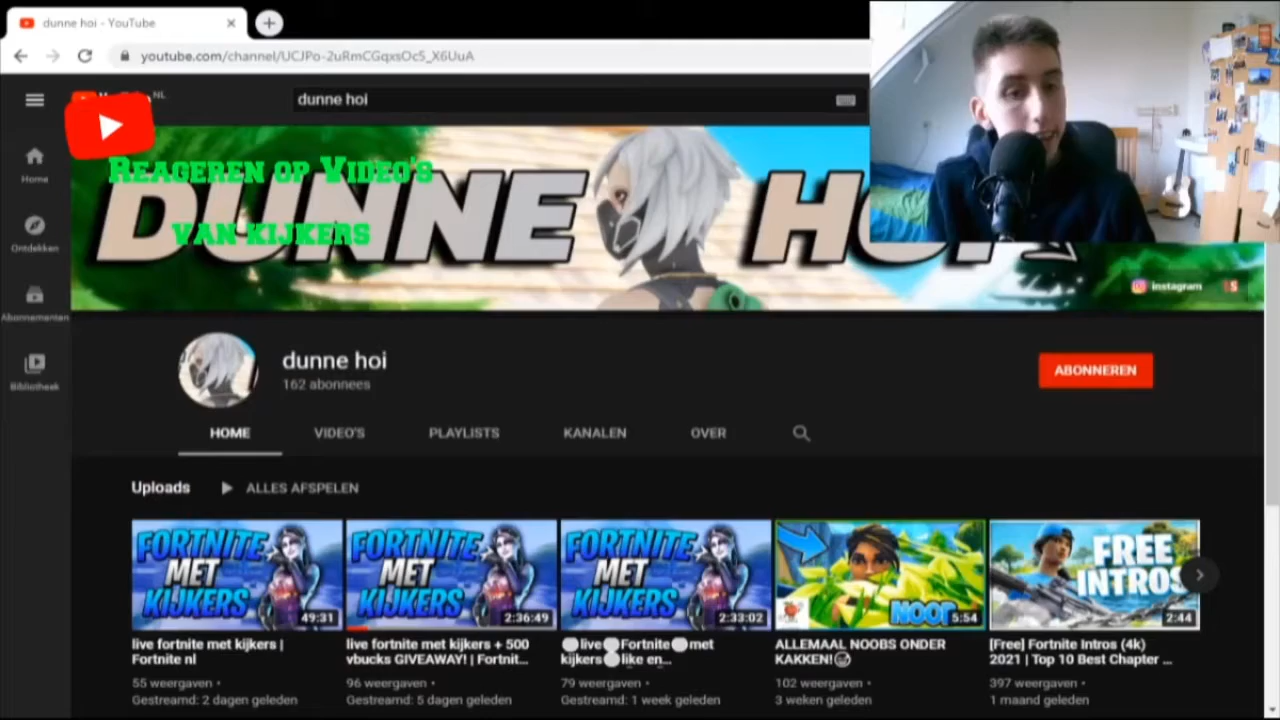 dunne hoi - YouTube
youtube.com/channel/UCJPo-2uRmCGqxsOc5_X6UuA
NL
dunne hoi
Home
Reageren op Video's
van kijkers
DUNNE
Ontdekken
instagram
Abonnementen
dunne hoi
162 abonnees
ABONNEREN
Bibliotheek
HOME VIDEO'S PLAYLISTS KANALEN OVER
Uploads ALLES AFSPELEN
FORTNITE
MET
KIJKERS
49:31
FORTNITE
MET
KIJKERS
2:36:49
FORTNITE
MET
KIJKERS
2:33:02
NOOT
5:54
FREE
INTROS
2:44
live fortnite met kijkers |
Fortnite nl
55 weergaven •
Gestreamd: 2 dagen geleden
live fortnite met kijkers + 500
vbucks GIVEAWAY! | Fortnit...
96 weergaven •
Gestreamd: 5 dagen geleden
live Fortnite met
kijkers like en...
79 weergaven •
Gestreamd: 1 week geleden
ALLEMAAL NOOBS ONDER
KAKKEN!
102 weergaven •
3 weken geleden
[Free] Fortnite Intros (4k)
2021 | Top 10 Best Chapter ...
397 weergaven •
1 maand geleden